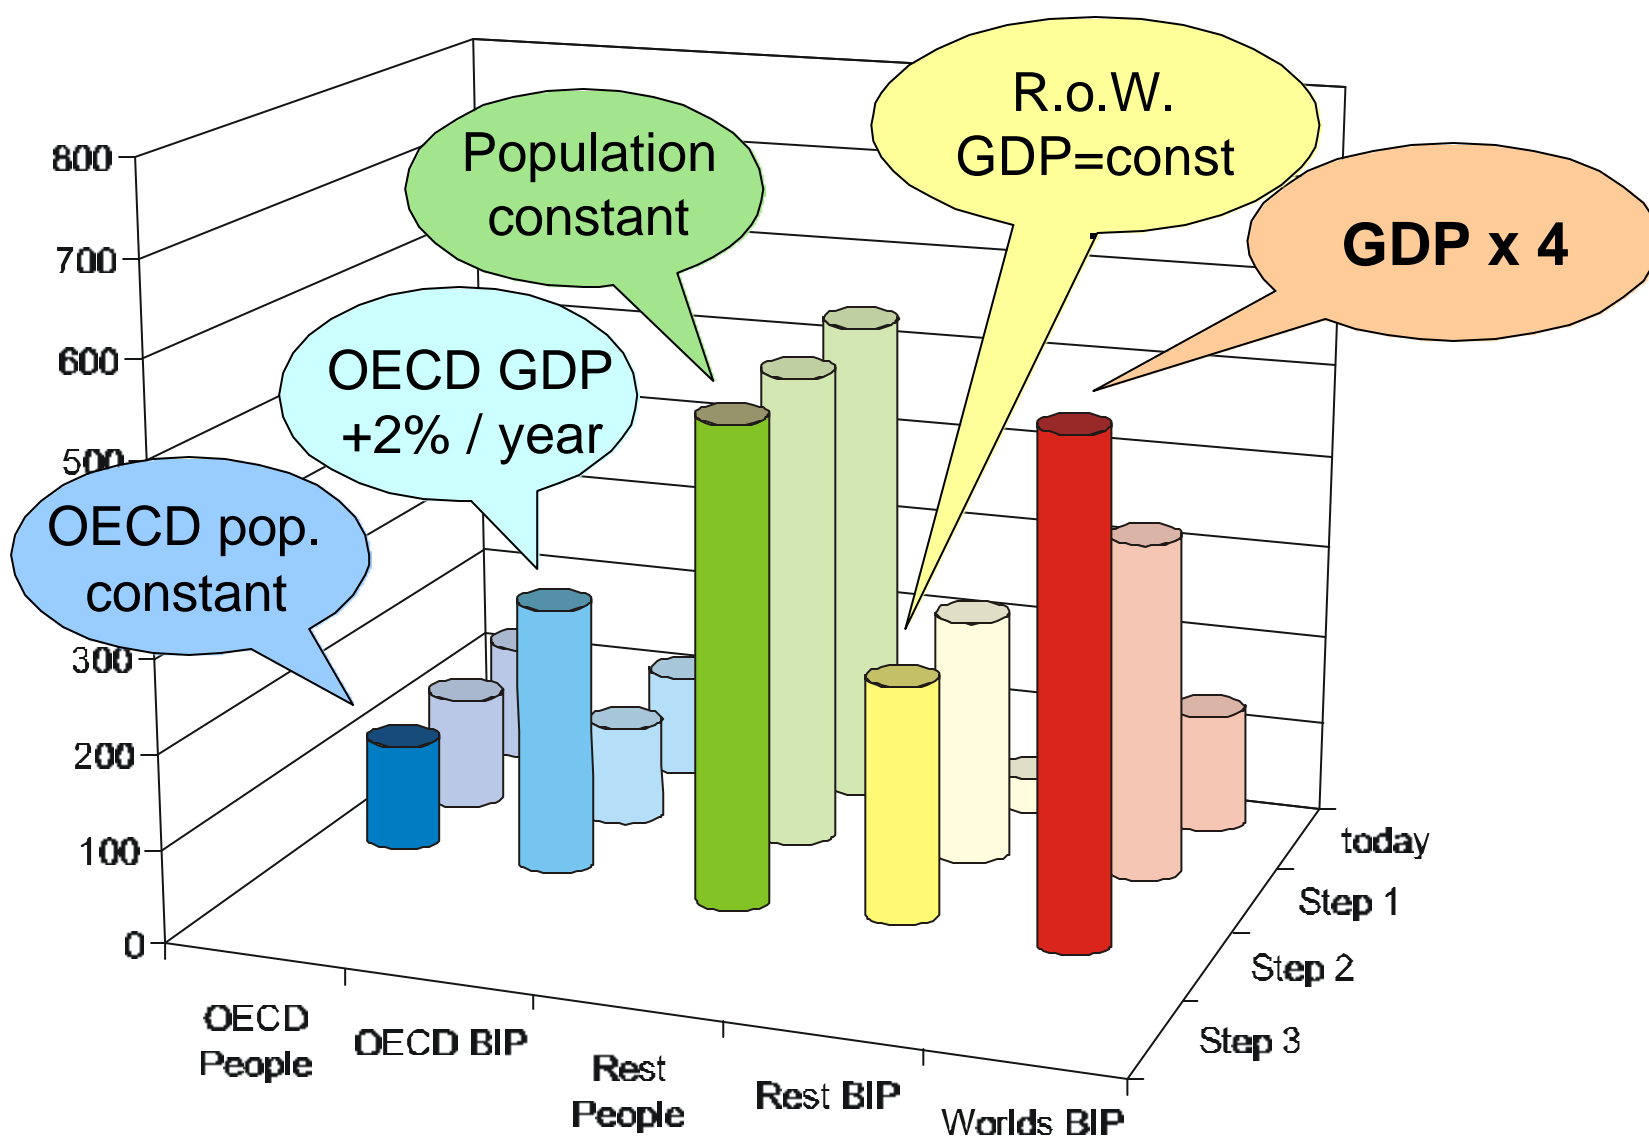 R.o.W.
GDP=const
Population
constant
GDP x 4
OECD GDP
+2% / year
OECD pop.
constant
800
700
600
500
300
200
100
0
today
Step 1
Step 2
Step 3
OECD
People
OECD BIP
Rest
People
Rest BIP
Worlds BIP